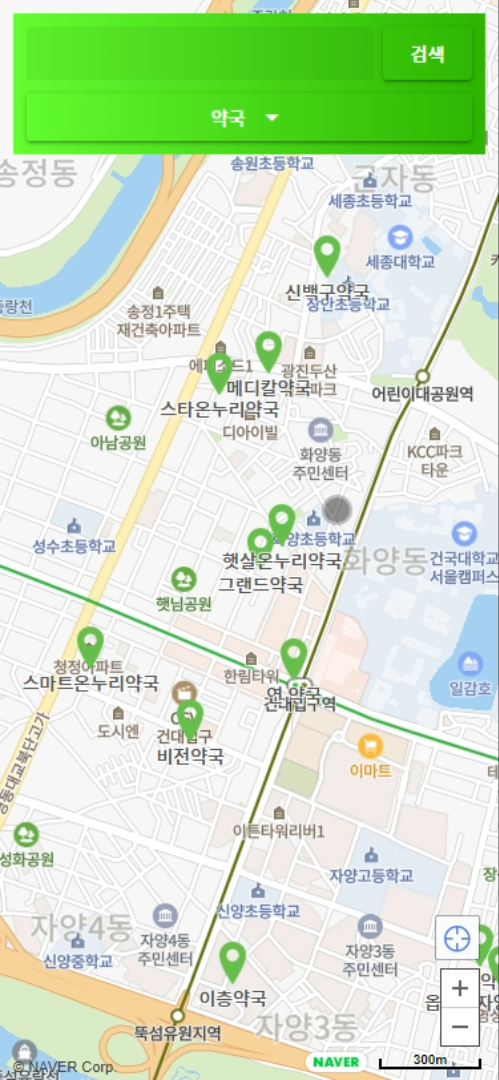 검색
약국
송정동
송원초등학교
군자동
세종초등학교
세종대학교
신백구약국
장안초등학교
중랑천
송정1주택
재건축아파트
메디칼약국
광진두산
스타온누리약국
어린이대공원역
디아이빌
아남공원
화양동
주민센터
KCC파크
타운
성수초등학교
화양초등학교
햇살온누리약국
화양동
건국대학교
서울캠퍼스
그랜드약국
햇님공원
청정아파트
스마트온누리약국
한림타워
연 약국
건대입구역
일감호
도시엔
비전약국
이마트
이튼타워리버1
성화공원
자양고등학교
신양초등학교
자양4동
자양4동
주민센터
신양중학교
자양3동
주민센터
이층약국
자양3동
뚝섬유원지역
NAVER
300m
© NAVER Corp.